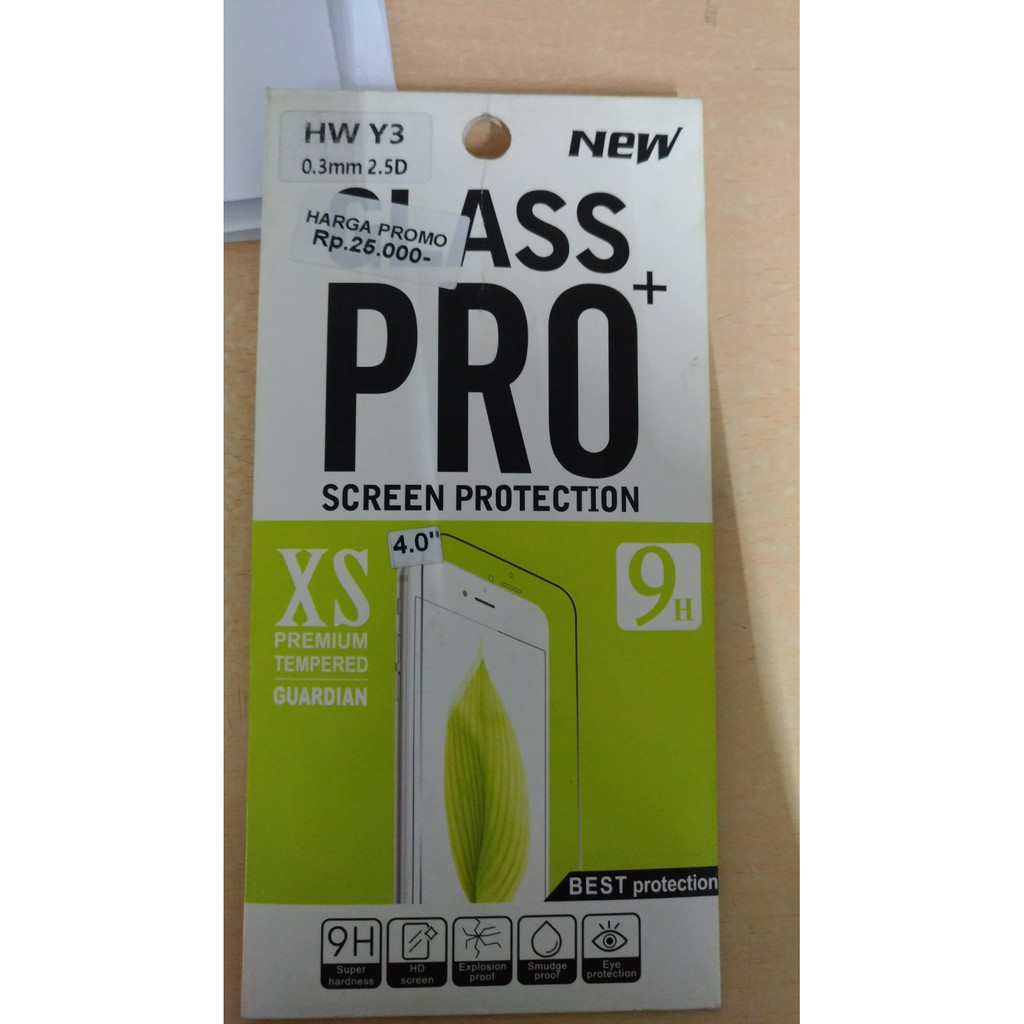 HW Y3
0.3mm 2.5D
New
GLASS
HARGA PROMO
Rp.25.000-
PRO+
SCREEN PROTECTION
4.0"
XS
PREMIUM
TEMPERED
GUARDIAN
9H
BEST protection
9H
Super
hardness
HD
screen
Explosion
proof
Smudge
proof
Eye
protection